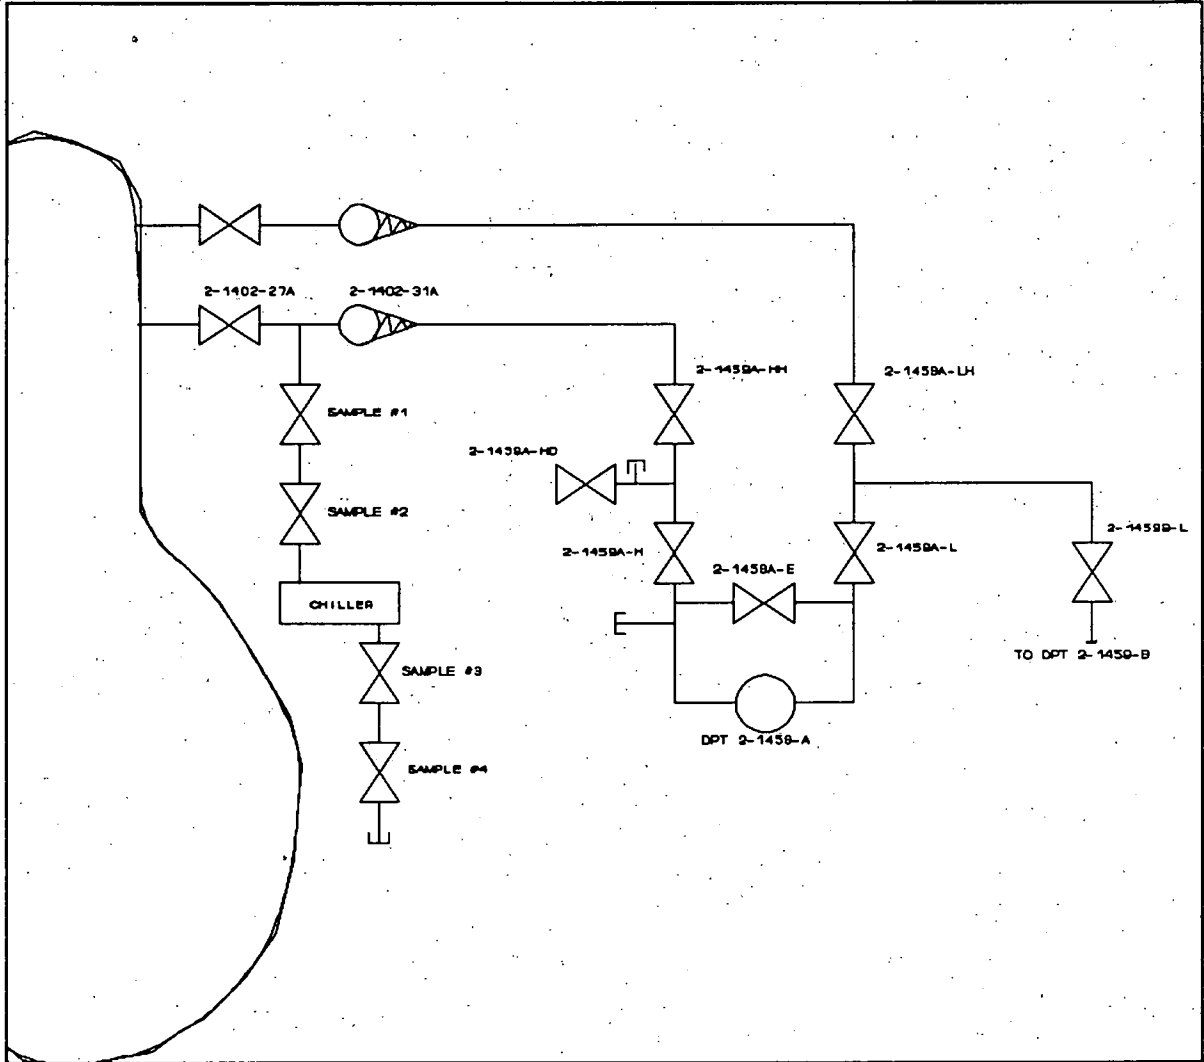 2-1402-27A
2-1402-31A
2-1459A-HH
2-1459A-LH
SAMPLE #1
2-1459A-HD
SAMPLE #2
2-1459A-H
2-1459A-L
2-1459B-L
2-1459A-E
CHILLER
TO DPT 2-1459-B
SAMPLE #3
DPT 2-1459-A
SAMPLE #4